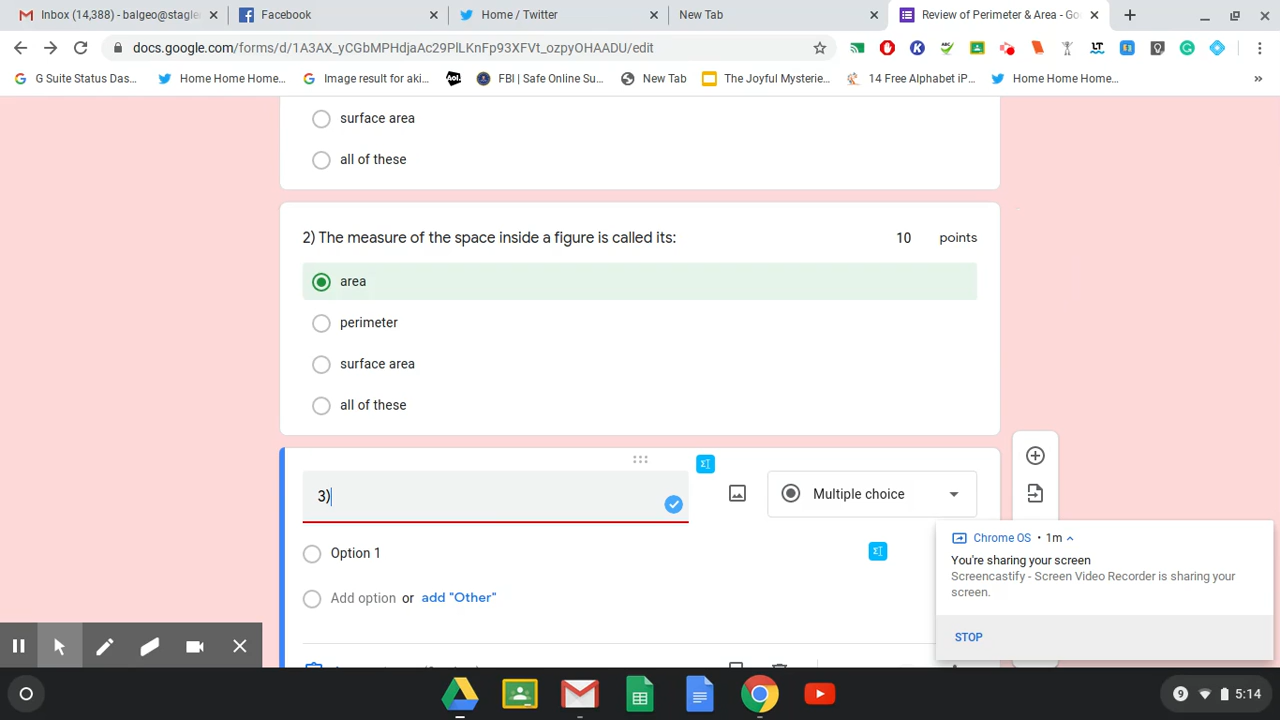 Inbox (14,388) - balgeo@stagler
Facebook
Home / Twitter
New Tab
Review of Perimeter & Area - Goo
docs.google.com/forms/d/1A3AX_yCGbMPHdjaAc29PlLKnFp93XFVt_ozpyOHAADU/edit
G Suite Status Das...
Home Home Home...
Image result for aki...
Aol.
FBI | Safe Online Su...
New Tab
The Joyful Mysterie...
14 Free Alphabet iP...
Home Home Home...
»
surface area
all of these
2) The measure of the space inside a figure is called its:
10 points
area
perimeter
surface area
all of these
3)
Multiple choice
Option 1
Add option or add "Other"
Chrome OS • 1m
You're sharing your screen
Screencastify - Screen Video Recorder is sharing your
screen.
STOP
9
5:14